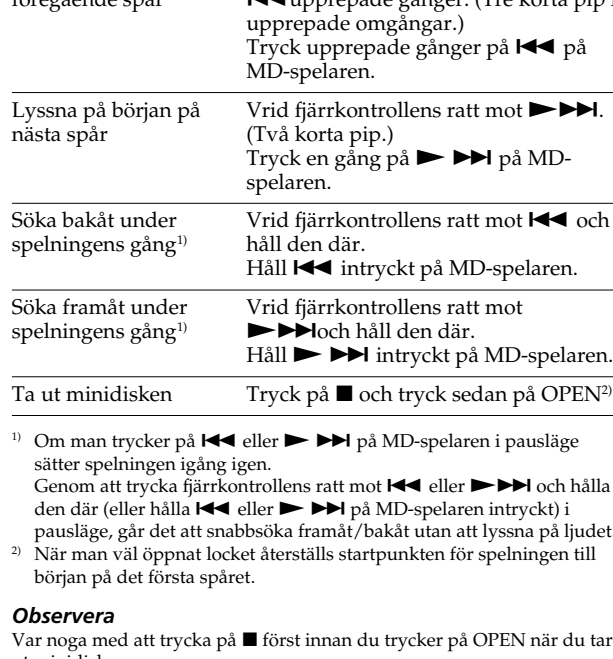 föregående spår
⏮ upprepade gånger. (Tre korta pip i
upprepade omgångar.)
Tryck upprepade gånger på ⏮ på
MD-spelaren.
Lyssna på början på
nästa spår
Vrid fjärrkontrollens ratt mot ▶⏭.
(Två korta pip.)
Tryck en gång på ▶ ⏭ på MD-
spelaren.
Söka bakåt under
spelningens gång1)
Vrid fjärrkontrollens ratt mot ⏮ och
håll den där.
Håll ⏮ intryckt på MD-spelaren.
Söka framåt under
spelningens gång1)
Vrid fjärrkontrollens ratt mot
▶⏭och håll den där.
Håll ▶ ⏭ intryckt på MD-spelaren.
Ta ut minidisken
Tryck på ■ och tryck sedan på OPEN2)
1) Om man trycker på ⏮ eller ▶ ⏭ på MD-spelaren i pausläge
sätter spelningen igång igen.
Genom att trycka fjärrkontrollens ratt mot ⏮ eller ▶⏭ och hålla
den där (eller hålla ⏮ eller ▶ ⏭ på MD-spelaren intryckt) i
pausläge, går det att snabbsöka framåt/bakåt utan att lyssna på ljudet
2) När man väl öppnat locket återställs startpunkten för spelningen till
början på det första spåret.
Observera
Var noga med att trycka på ■ först innan du trycker på OPEN när du tar